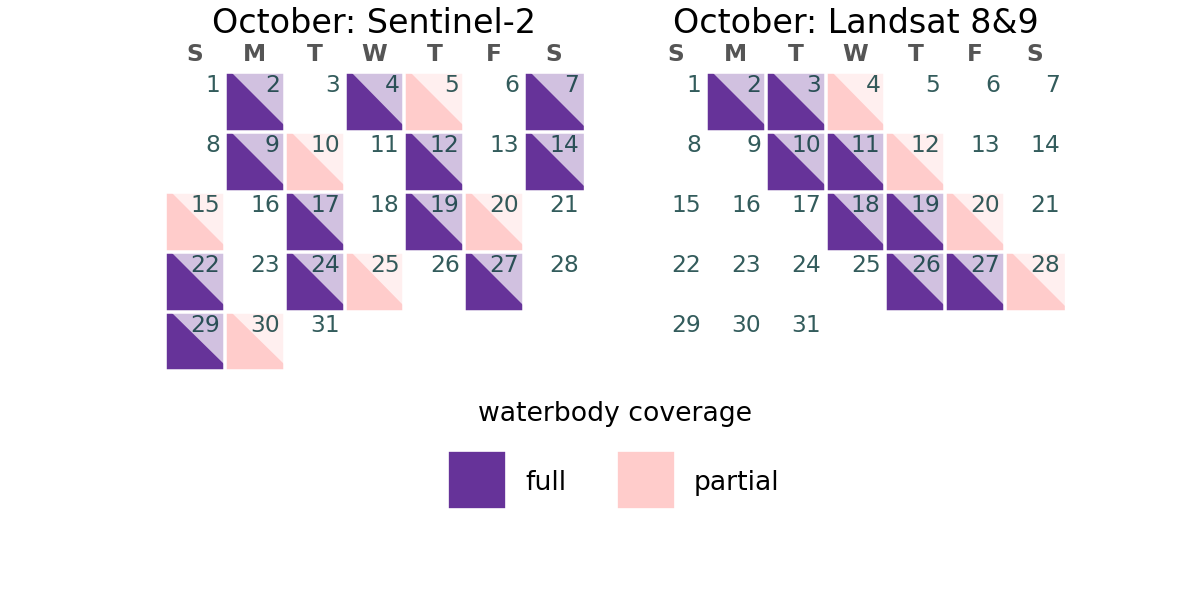 October: Sentinel-2
S M T W T F S
1 2 3 4 5 6 7
8 9 10 11 12 13 14
15 16 17 18 19 20 21
22 23 24 25 26 27 28
29 30 31
October: Landsat 8&9
S M T W T F S
1 2 3 4 5 6 7
8 9 10 11 12 13 14
15 16 17 18 19 20 21
22 23 24 25 26 27 28
29 30 31
waterbody coverage
full
partial